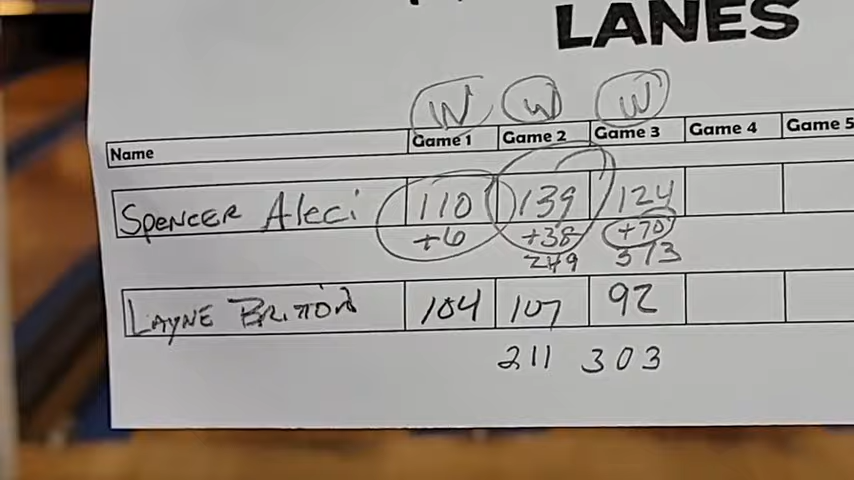 LANES
W W W
Name Game 1 Game 2 Game 3 Game 4 Game 5
Spencer Aleci 110 139 124
+6 +38 +70
249 373
Layne Britton 104 107 92
211 303